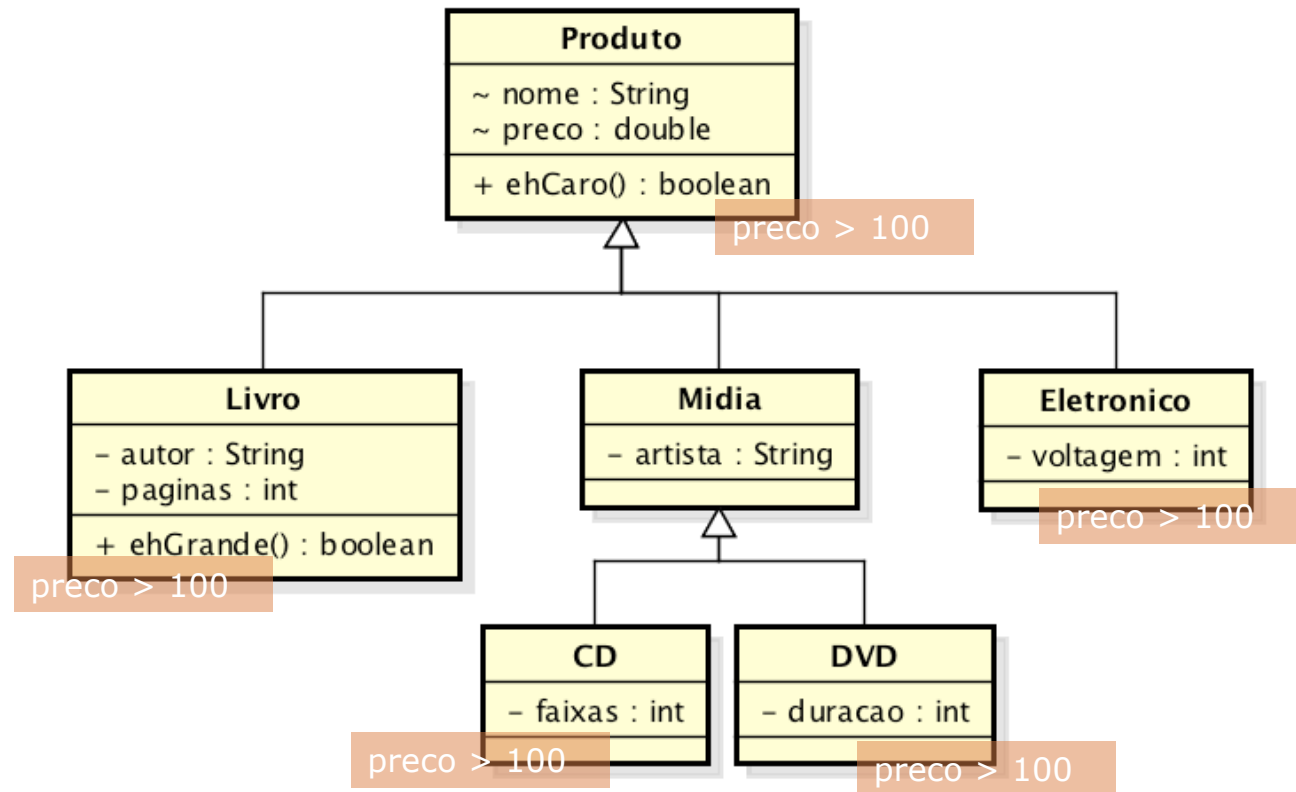 Produto
~ nome : String
~ preco : double
+ ehCaro() : boolean
preco > 100
Livro
- autor : String
- paginas : int
+ ehGrande() : boolean
preco > 100
Midia
- artista : String
Eletronico
- voltagem : int
preco > 100
CD
- faixas : int
preco > 100
DVD
- duracao : int
preco > 100